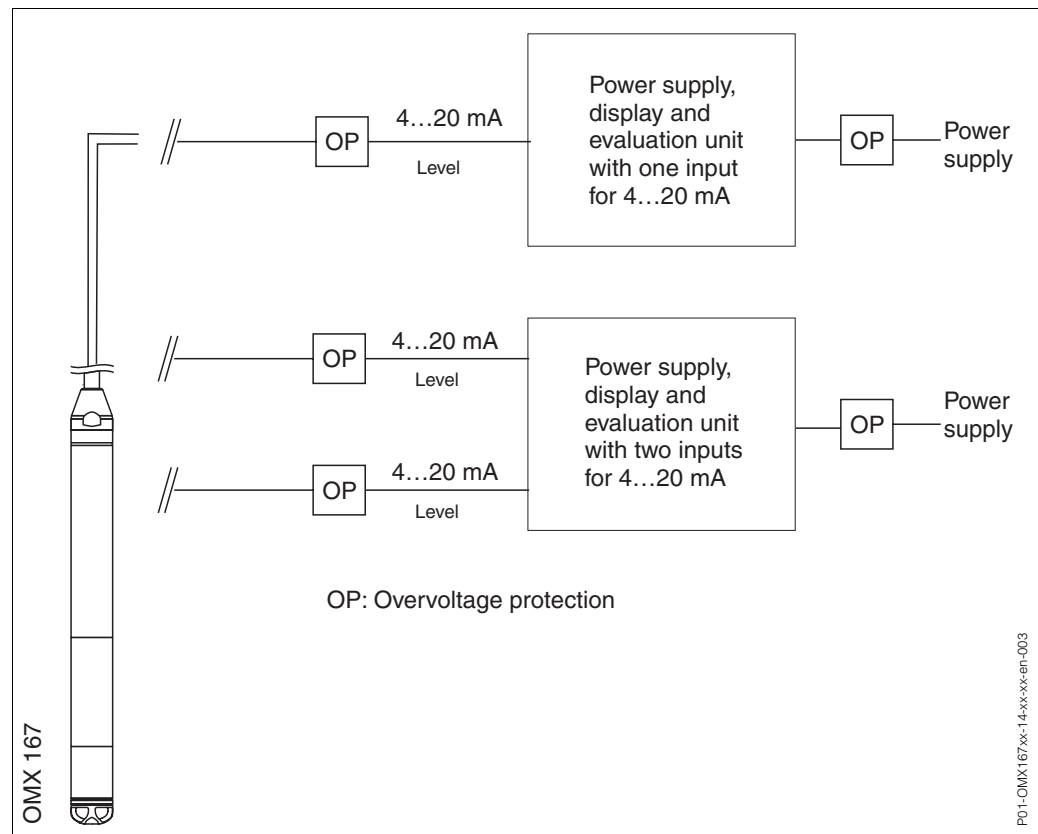 4…20 mA
OP
Level
Power supply,
display and
evaluation unit
with one input
for 4…20 mA
OP
Power
supply
4…20 mA
OP
Level
4…20 mA
OP
Level
Power supply,
display and
evaluation unit
with two inputs
for 4…20 mA
OP
Power
supply
OP: Overvoltage protection
OMX 167
P01-OMX167xx-14-xx-xx-en-003